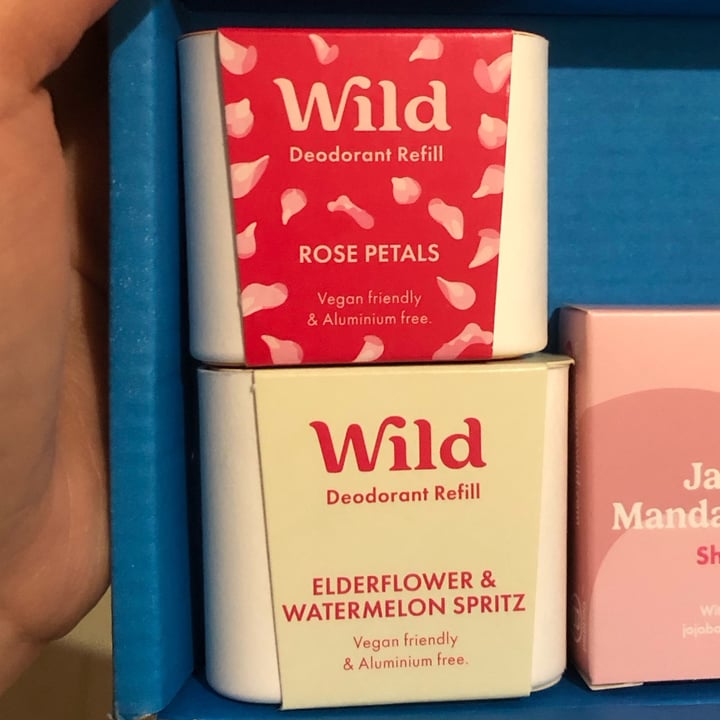 Wild
Deodorant Refill
ROSE PETALS
Vegan friendly
& Aluminium free.
Wild
Deodorant Refill
ELDERFLOWER &
WATERMELON SPRITZ
Vegan friendly
& Aluminium free.